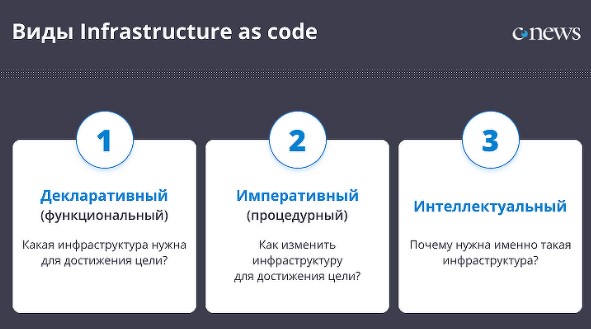 Виды Infrastructure as code
cnews
1
Декларативный
(функциональный)
Какая инфраструктура нужна
для достижения цели?
2
Императивный
(процедурный)
Как изменить
инфраструктуру
для достижения цели?
3
Интеллектуальный
Почему нужна именно такая
инфраструктура?